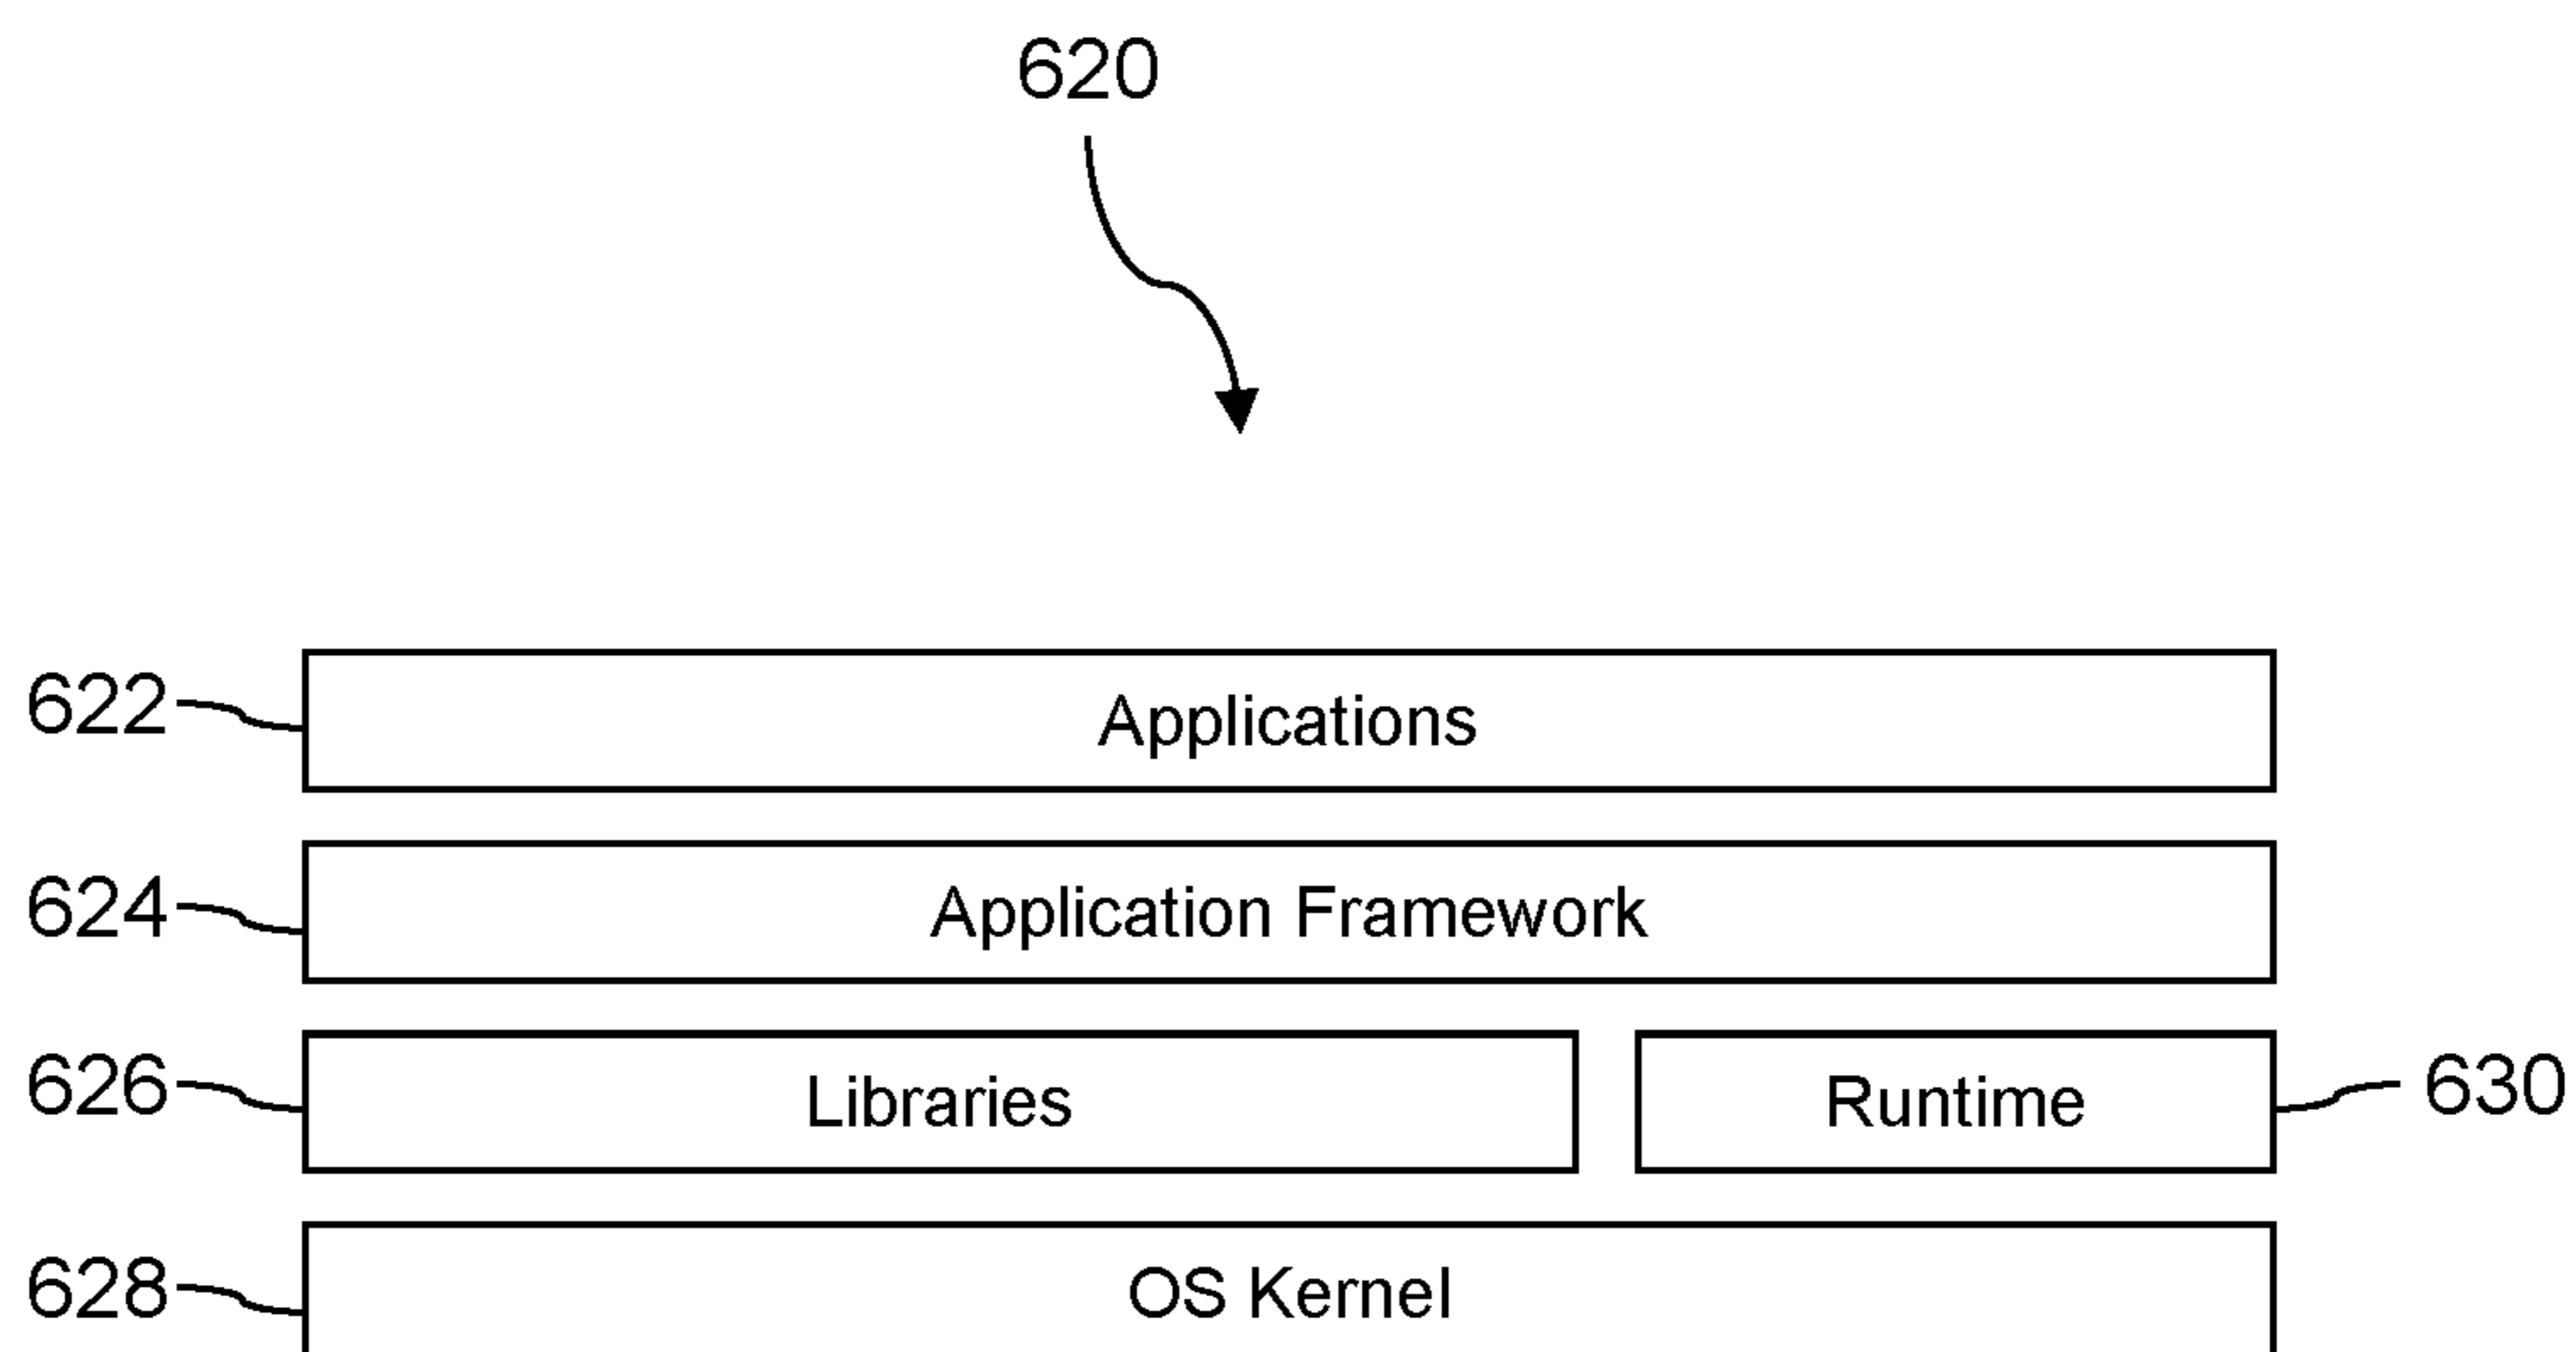 620
622 Applications
624 Application Framework
626 Libraries Runtime 630
628 OS Kernel